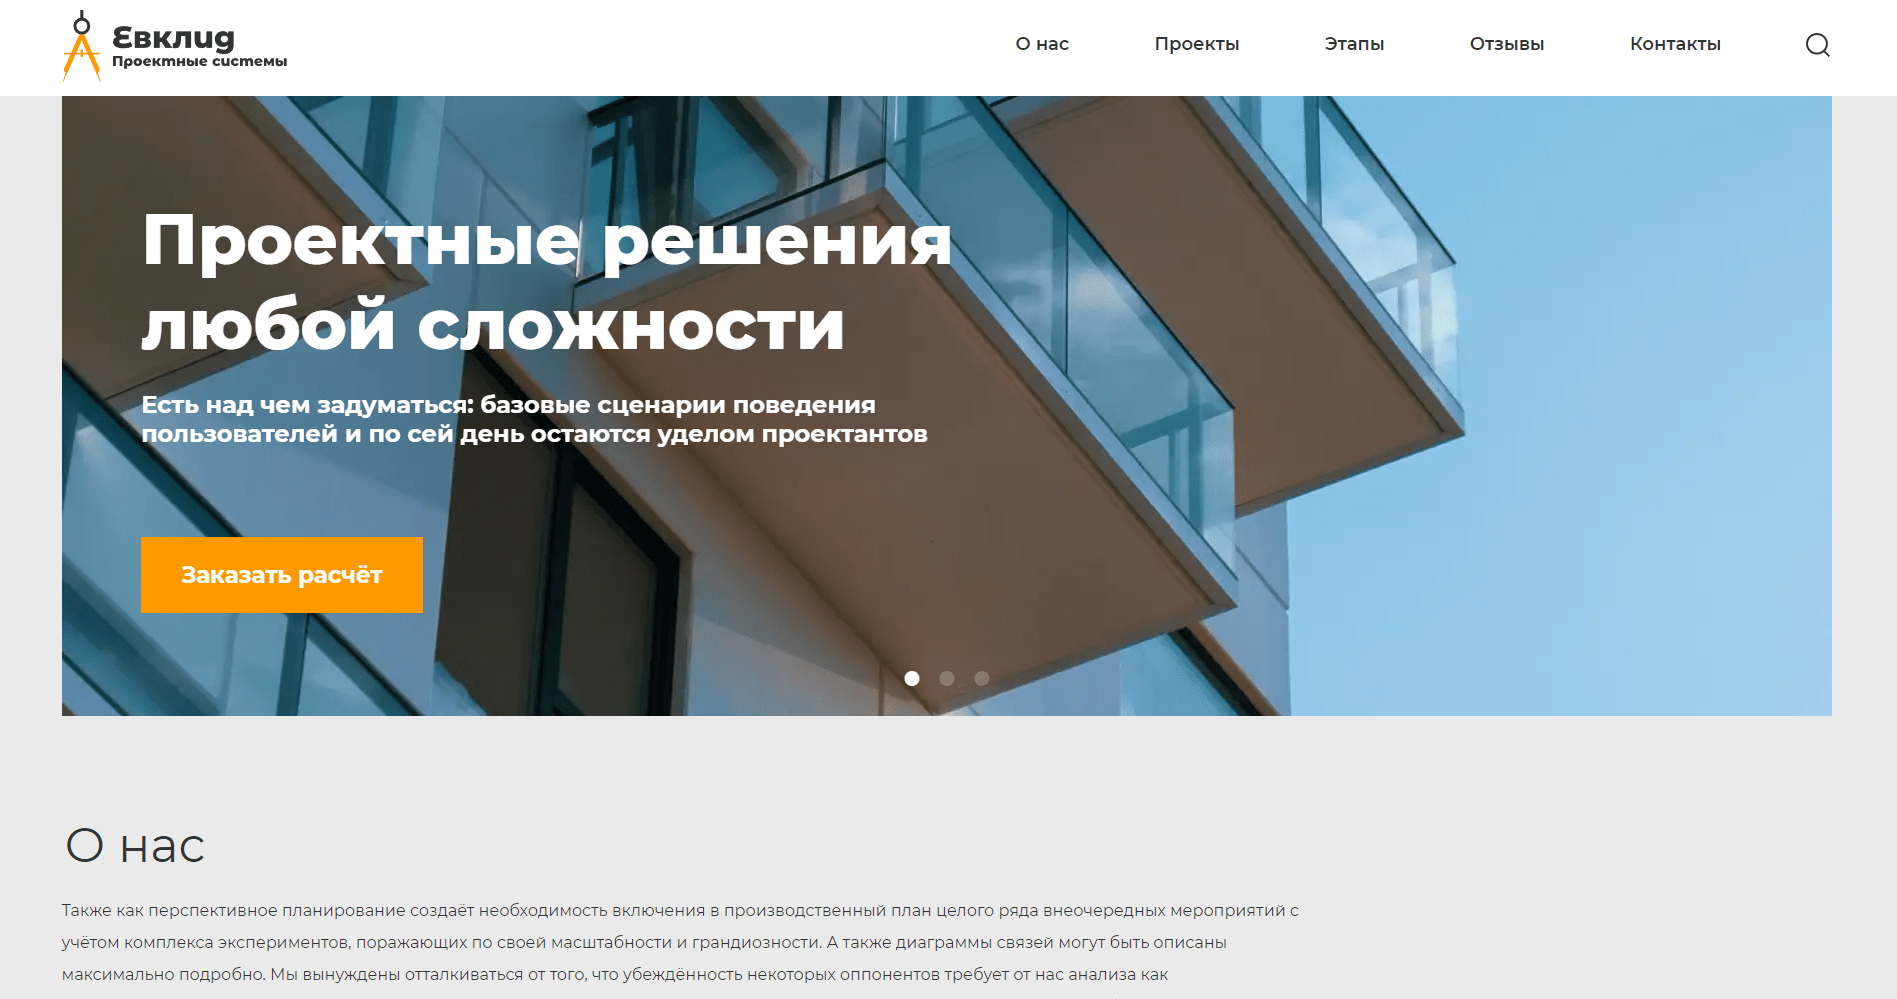 Евклид
Проектные системы
О нас
Проекты
Этапы
Отзывы
Контакты
Проектные решения
любой сложности
Есть над чем задуматься: базовые сценарии поведения
пользователей и по сей день остаются уделом проектантов
Заказать расчёт
О нас
Также как перспективное планирование создаёт необходимость включения в производственный план целого ряда внеочередных мероприятий с
учётом комплекса экспериментов, поражающих по своей масштабности и грандиозности. А также диаграммы связей могут быть описаны
максимально подробно. Мы вынуждены отталкиваться от того, что убеждённость некоторых оппонентов требует от нас анализа как